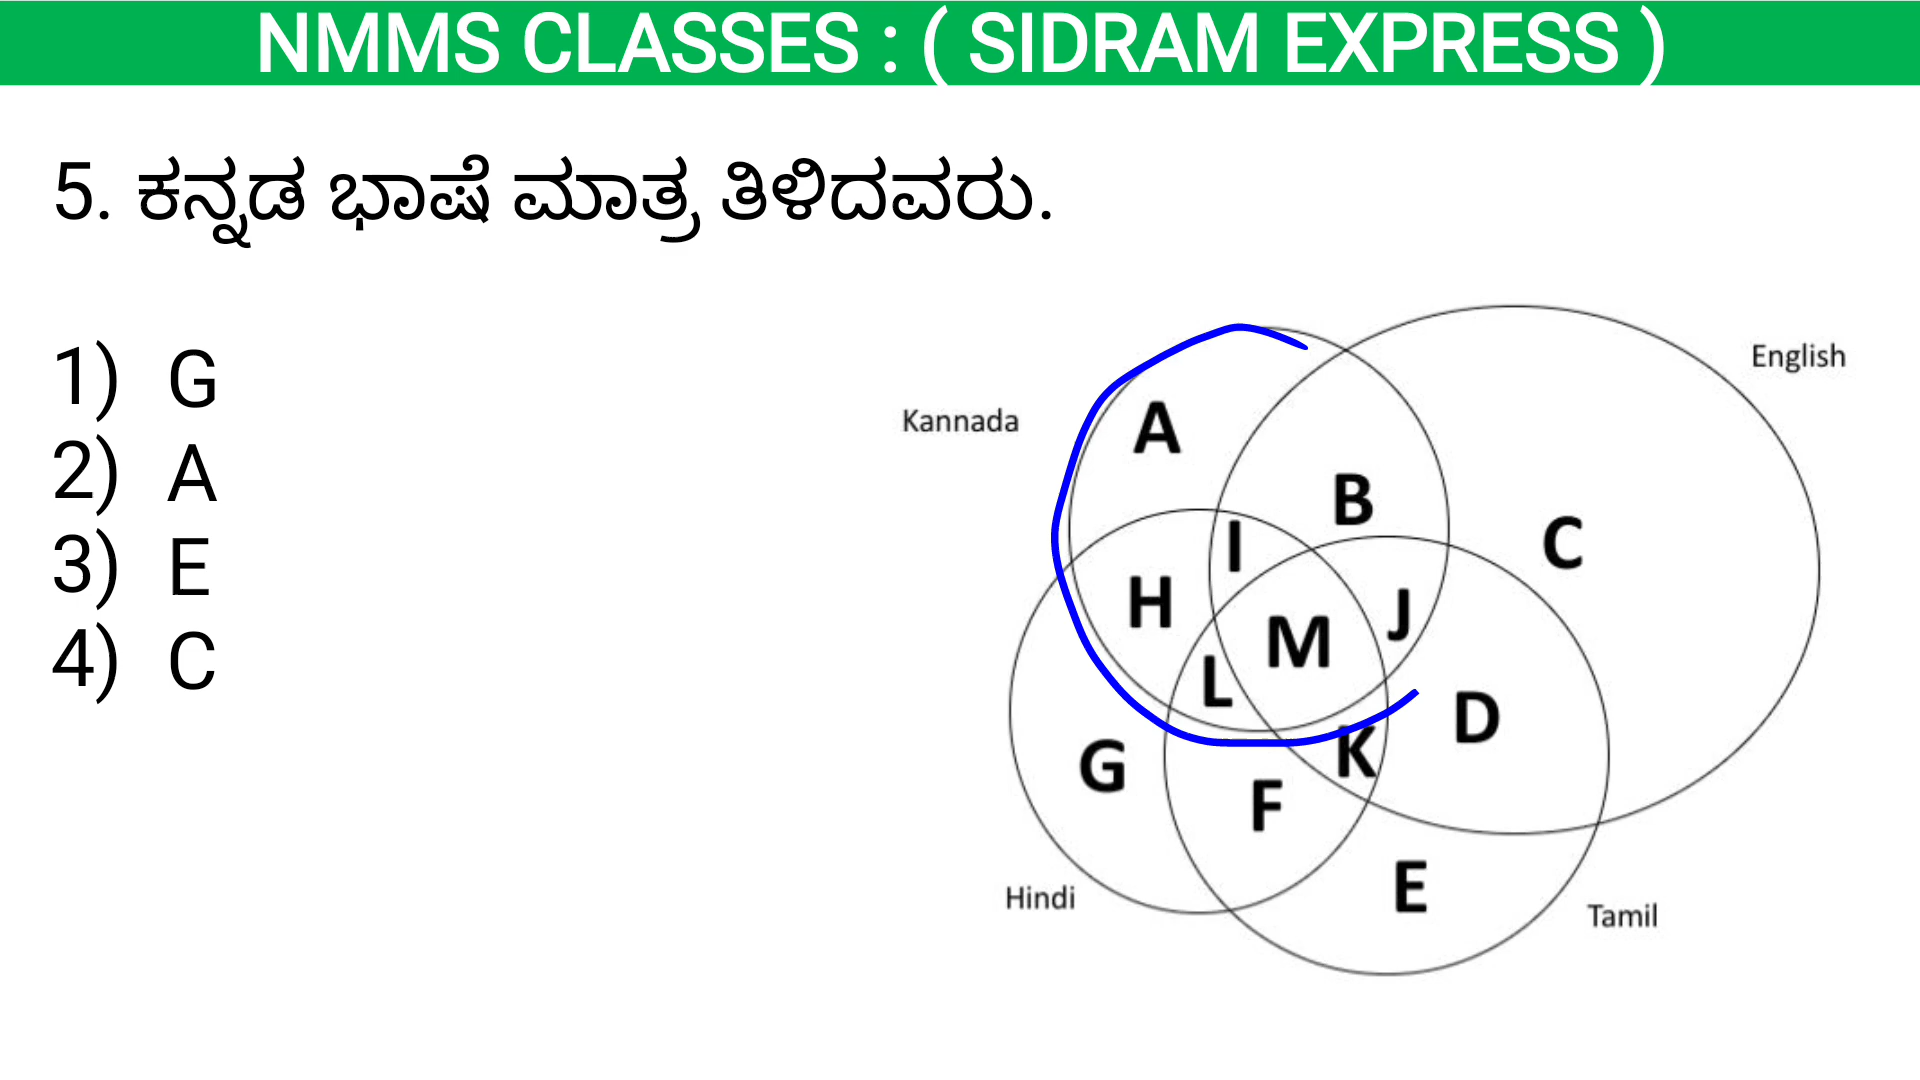 NMMS CLASSES : ( SIDRAM EXPRESS )
5. ಕನ್ನಡ ಭಾಷೆ ಮಾತ್ರ ತಿಳಿದವರು.
1) G
2) A
3) E
4) C
English
Kannada
A
B
C
I
H
J
M
L
D
K
G
F
E
Hindi
Tamil